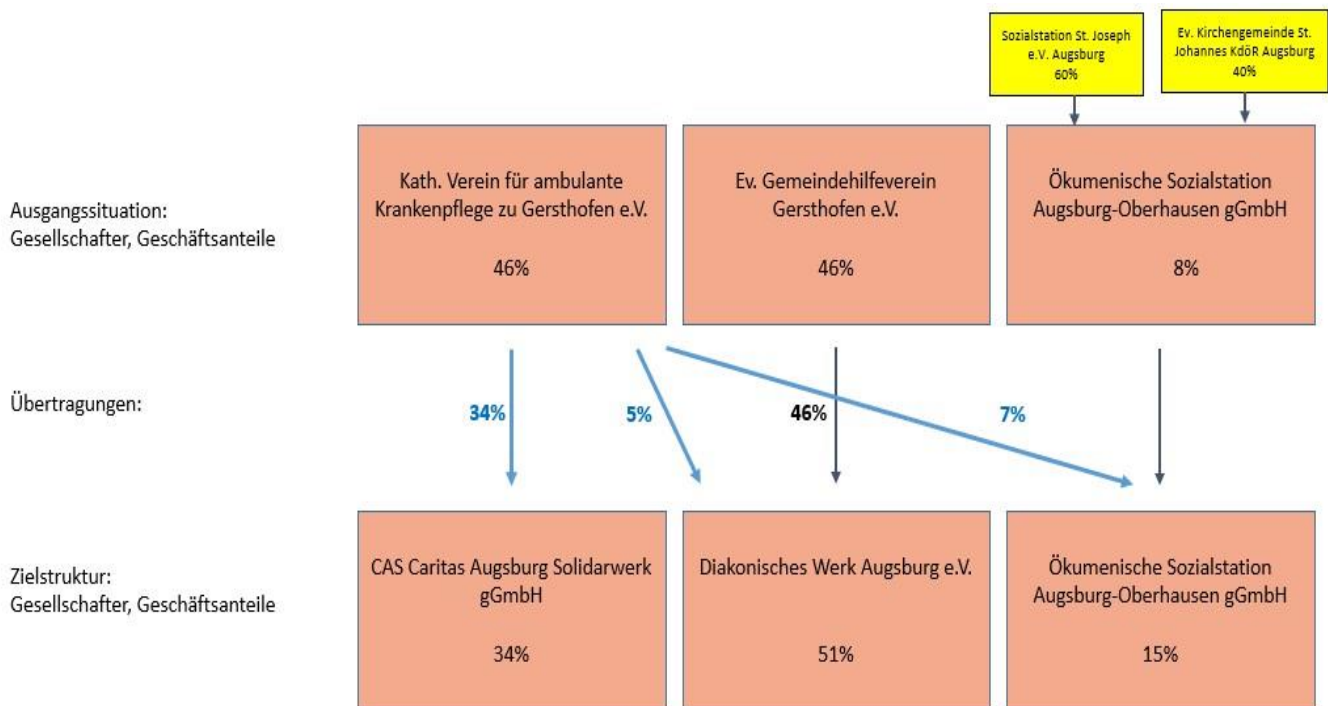 Sozialstation St. Joseph
e.V. Augsburg
60%
Ev. Kirchengemeinde St.
Johannes KdöR Augsburg
40%
Ausgangssituation:
Gesellschafter, Geschäftsanteile
Kath. Verein für ambulante
Krankenpflege zu Gersthofen e.V.
46%
Ev. Gemeindehilfeverein
Gersthofen e.V.
46%
Ökumenische Sozialstation
Augsburg-Oberhausen gGmbH
8%
Übertragungen:
34%
5%
46%
7%
Zielstruktur:
Gesellschafter, Geschäftsanteile
CAS Caritas Augsburg Solidarwerk
gGmbH
34%
Diakonisches Werk Augsburg e.V.
51%
Ökumenische Sozialstation
Augsburg-Oberhausen gGmbH
15%